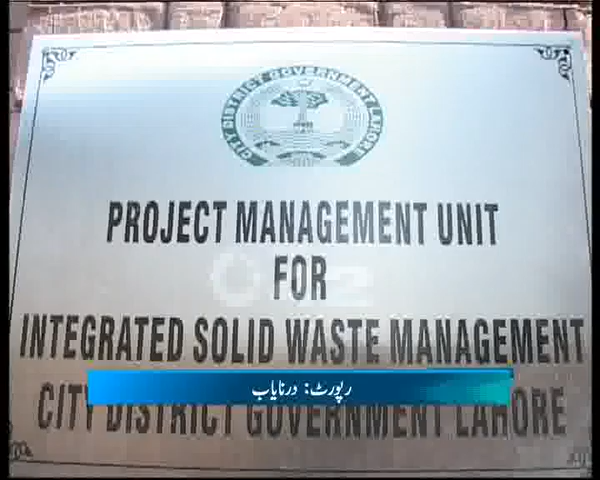 CITY DISTRICT GOVERNMENT LAHORE
PROJECT MANAGEMENT UNIT
FOR
INTEGRATED SOLID WASTE MANAGEMENT
رپورٹ: درنایاب
CITY DISTRICT GOVERNMENT LAHORE